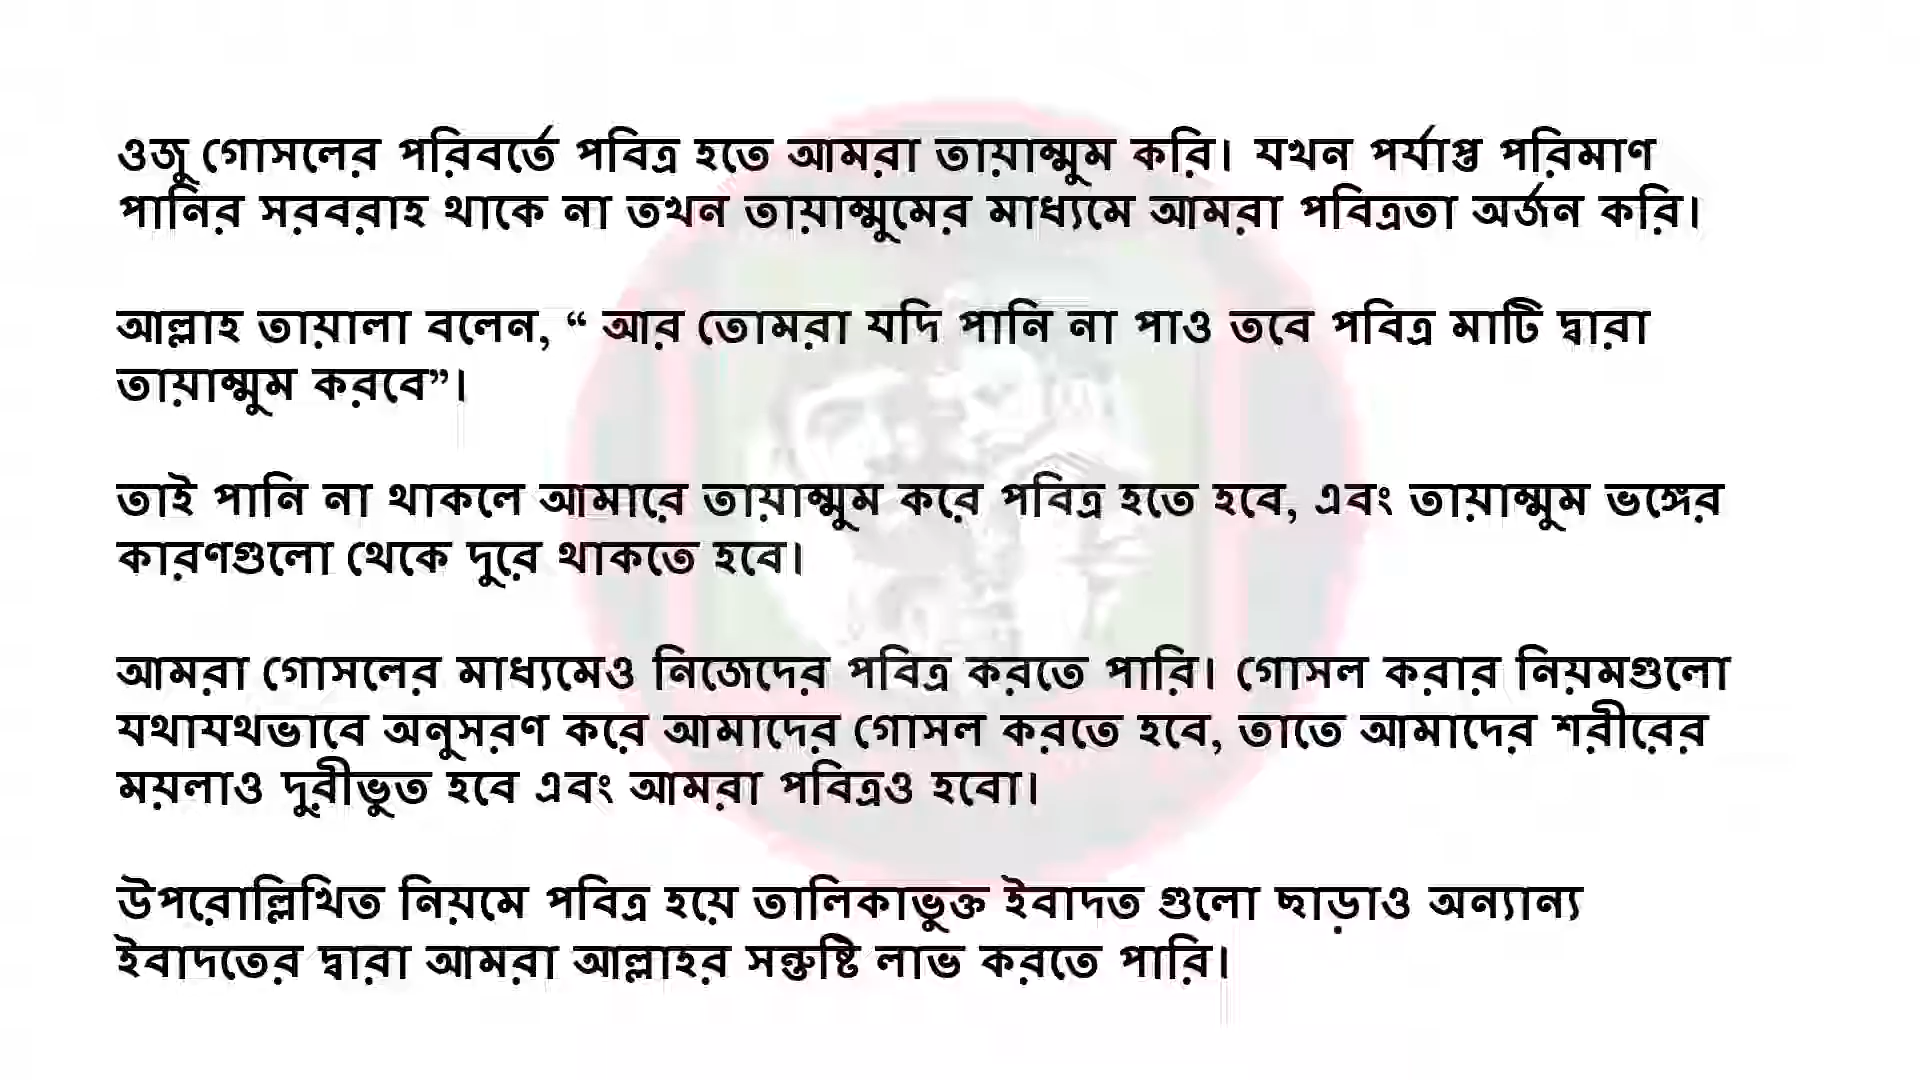 ওজু গোসলের পরিবর্তে পবিত্র হতে আমরা তায়াম্মুম করি। যখন পর্যাপ্ত পরিমাণ
পানির সরবরাহ থাকে না তখন তায়াম্মুমের মাধ্যমে আমরা পবিত্রতা অর্জন করি।
আল্লাহ তায়ালা বলেন, “ আর তোমরা যদি পানি না পাও তবে পবিত্র মাটি দ্বারা
তায়াম্মুম করবে”।
তাই পানি না থাকলে আমারে তায়াম্মুম করে পবিত্র হতে হবে, এবং তায়াম্মুম ভঙ্গের
কারণগুলো থেকে দুরে থাকতে হবে।
আমরা গোসলের মাধ্যমেও নিজেদের পবিত্র করতে পারি। গোসল করার নিয়মগুলো
যথাযথভাবে অনুসরণ করে আমাদের গোসল করতে হবে, তাতে আমাদের শরীরের
ময়লাও দুরীভুত হবে এবং আমরা পবিত্রও হবো।
উপরোল্লিখিত নিয়মে পবিত্র হয়ে তালিকাভুক্ত ইবাদত গুলো ছাড়াও অন্যান্য
ইবাদতের দ্বারা আমরা আল্লাহর সন্তুষ্টি লাভ করতে পারি।